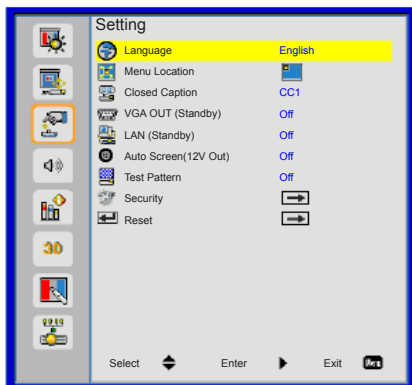 Setting
Language English
Menu Location
Closed Caption CC1
VGA OUT (Standby) Off
LAN (Standby) Off
Auto Screen(12V Out) Off
Test Pattern Off
Security
Reset
3D
Select Enter Exit Menu